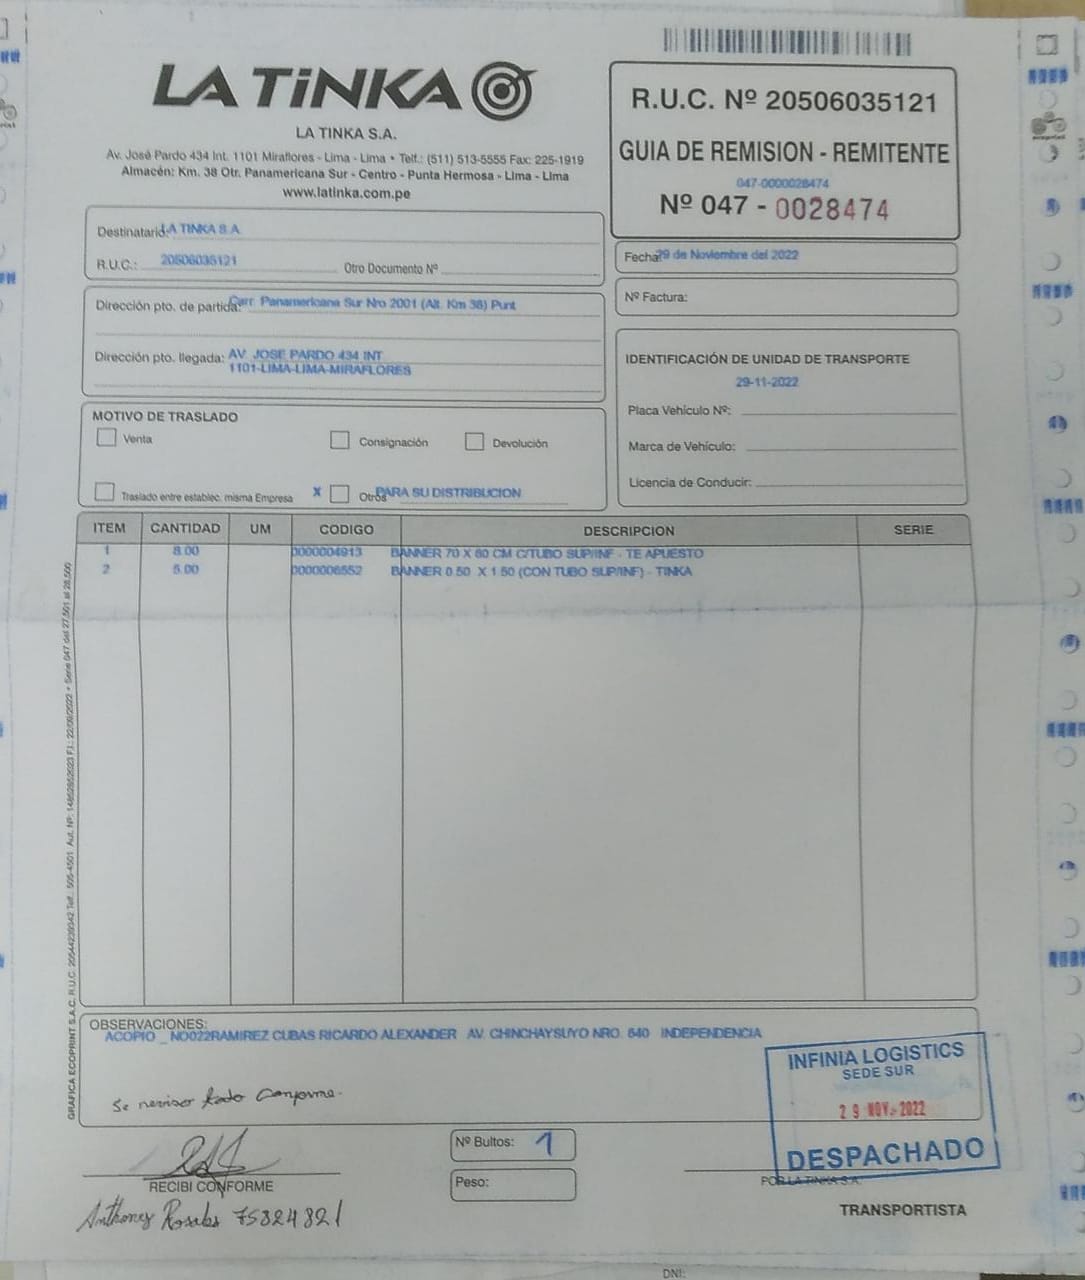 LA TiNKA
LA TINKA S.A.
Av. José Pardo 434 Int. 1101 Miraflores - Lima - Lima • Telf.: (511) 513-5555 Fax: 225-1919
Almacén: Km. 38 Otr. Panamericana Sur - Centro - Punta Hermosa - Lima - Lima
www.latinka.com.pe
R.U.C. Nº 20506035121
GUIA DE REMISION - REMITENTE
047-0000028474
Nº 047 - 0028474
Destinatario: LA TINKA S.A.
R.U.C.: 20506035121 Otro Documento Nº
Fecha: 29 de Noviembre del 2022
Nº Factura:
Dirección pto. de partida: Carr. Panamericana Sur Nro 2001 (Alt. Km 38) Punt
Dirección pto. llegada: AV. JOSE PARDO 434 INT
1101-LIMA-LIMA-MIRAFLORES
IDENTIFICACIÓN DE UNIDAD DE TRANSPORTE
29-11-2022
Placa Vehículo Nº:
Marca de Vehículo:
Licencia de Conducir:
MOTIVO DE TRASLADO
Venta Consignación Devolución
Traslado entre establec. misma Empresa X Otros PARA SU DISTRIBUCION
ITEM CANTIDAD UM CODIGO DESCRIPCION SERIE
1 8.00 0000004913 BANNER 70 X 80 CM C/TUBO SUP/INF - TE APUESTO
2 5.00 0000006552 BANNER 0.50 X 1.50 (CON TUBO SUP/INF) - TINKA
GRAFICA ECOPRINT S.A.C. R.U.C. 20544239342 Telf.: 505-4501 Aut. Nº: 14852852023 F.I.: 22/09/2022 • Serie 047 del 27,501 al 28,500
OBSERVACIONES:
ACOPIO _ NO022RAMIREZ CUBAS RICARDO ALEXANDER AV. CHINCHAYSUYO NRO. 640 INDEPENDENCIA
Se reviso todo Conforme.
INFINIA LOGISTICS
SEDE SUR
29 NOV. 2022
DESPACHADO
Nº Bultos: 1
Peso:
RECIBI CONFORME
Anthony Rosales 75324821
POR LA TINKA S.A.
TRANSPORTISTA
DNI: